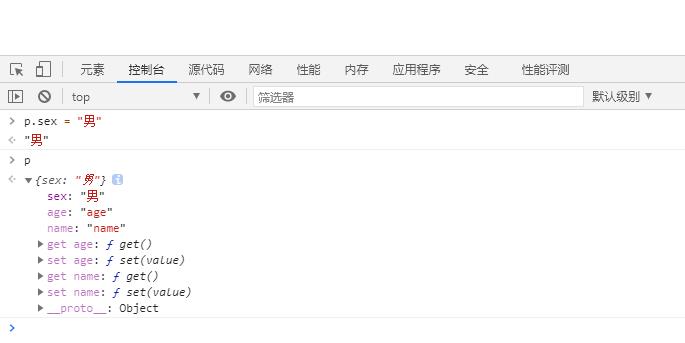 元素 控制台 源代码 网络 性能 内存 应用程序 安全 性能评测
top 筛选器 默认级别
p.sex = "男"
"男"
p
{sex: "男"}
sex: "男"
age: "age"
name: "name"
get age: ƒ get()
set age: ƒ set(value)
get name: ƒ get()
set name: ƒ set(value)
__proto__: Object